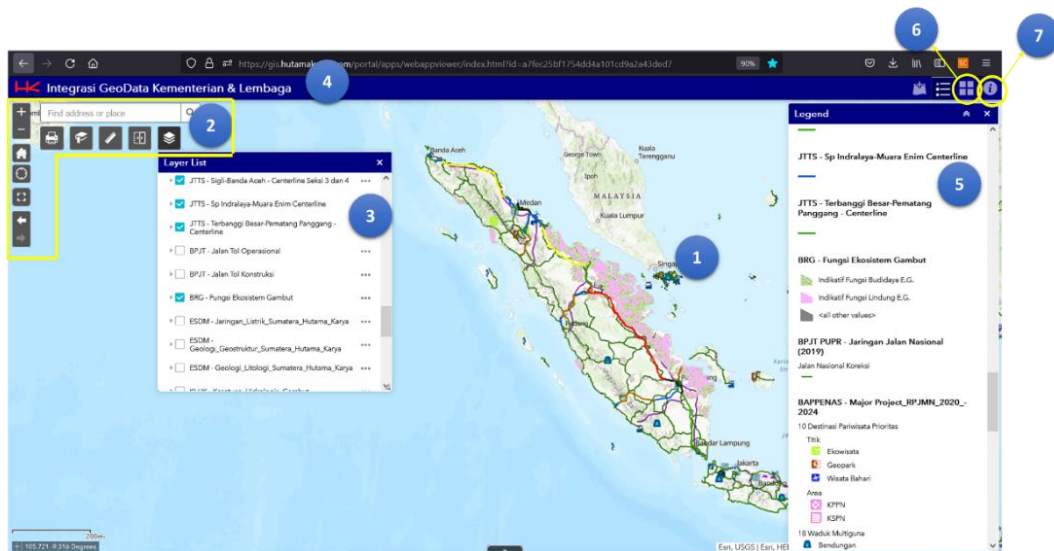 6
7
https://gis.hutamak
.com/portal/apps/webappviewer/index.html?id=a7fec25bf1754dd4a101cd9a2a43ded7
90%
HK
Integrasi GeoData Kementerian & Lembaga
4
Find address or place
2
Layer List
JTTS - Sigli-Banda Aceh - Centerline Seksi 3 dan 4
JTTS - Sp Indralaya-Muara Enim Centerline
JTTS - Terbanggi Besar-Pematang Panggang -
Centerline
BPJT - Jalan Tol Operasional
BPJT - Jalan Tol Konstruksi
BRG - Fungsi Ekosistem Gambut
ESDM - Jaringan_Listrik_Sumatera_Hutama_Karya
ESDM -
Geologi_Geostruktur_Sumatera_Hutama_Karya
ESDM - Geologi_Litologi_Sumatera_Hutama_Karya
3
Banda Aceh
George Town
Kuala
Terengganu
Ipoh
Medan
MALAYSIA
Kuala Lumpur
1
Singap
Padang
Bandar Lampung
Jakarta
Bandung
Legend
JTTS - Sp Indralaya-Muara Enim Centerline
5
JTTS - Terbanggi Besar-Pematang
Panggang - Centerline
BRG - Fungsi Ekosistem Gambut
Indikatif Fungsi Budidaya E.G.
Indikatif Fungsi Lindung E.G.
<all other values>
BPJT PUPR - Jaringan Jalan Nasional
(2019)
Jalan Nasional Koreksi
BAPPENAS - Major Project_RPJMN_2020_-
2024
10 Destinasi Pariwisata Prioritas
Titik
Ekowisata
Geopark
Wisata Bahari
Area
KPPN
KSPN
18 Waduk Multiguna
Bendungan
105.721 -9.316 Degrees
Esri, USGS | Esri, HE